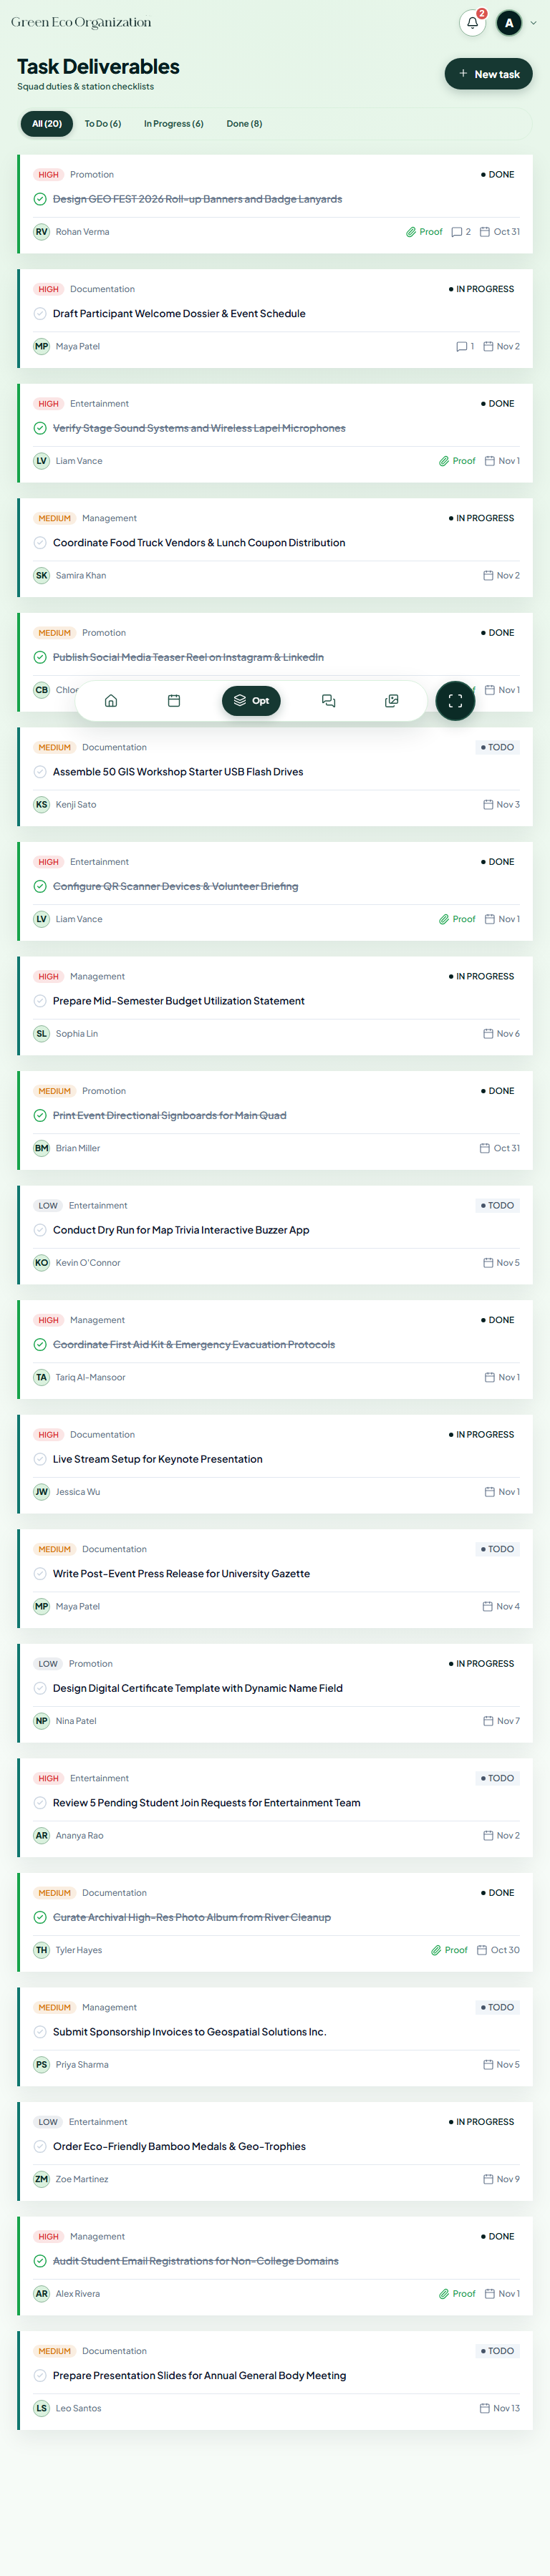 Green Eco Organization
2
A
Task Deliverables
Squad duties & station checklists
New task
All (20) To Do (6) In Progress (6) Done (8)
HIGH Promotion DONE
Design GEO FEST 2026 Roll-up Banners and Badge Lanyards
RV Rohan Verma Proof 2 Oct 31
HIGH Documentation IN PROGRESS
Draft Participant Welcome Dossier & Event Schedule
MP Maya Patel 1 Nov 2
HIGH Entertainment DONE
Verify Stage Sound Systems and Wireless Lapel Microphones
LV Liam Vance Proof Nov 1
MEDIUM Management IN PROGRESS
Coordinate Food Truck Vendors & Lunch Coupon Distribution
SK Samira Khan Nov 2
MEDIUM Promotion DONE
Publish Social Media Teaser Reel on Instagram & LinkedIn
CB Nov 1
Opt
MEDIUM Documentation TODO
Assemble 50 GIS Workshop Starter USB Flash Drives
KS Kenji Sato Nov 3
HIGH Entertainment DONE
Configure QR Scanner Devices & Volunteer Briefing
LV Liam Vance Proof Nov 1
HIGH Management IN PROGRESS
Prepare Mid-Semester Budget Utilization Statement
SL Sophia Lin Nov 6
MEDIUM Promotion DONE
Print Event Directional Signboards for Main Quad
BM Brian Miller Oct 31
LOW Entertainment TODO
Conduct Dry Run for Map Trivia Interactive Buzzer App
KO Kevin O'Connor Nov 5
HIGH Management DONE
Coordinate First Aid Kit & Emergency Evacuation Protocols
TA Tariq Al-Mansoor Nov 1
HIGH Documentation IN PROGRESS
Live Stream Setup for Keynote Presentation
JW Jessica Wu Nov 1
MEDIUM Documentation TODO
Write Post-Event Press Release for University Gazette
MP Maya Patel Nov 4
LOW Promotion IN PROGRESS
Design Digital Certificate Template with Dynamic Name Field
NP Nina Patel Nov 7
HIGH Entertainment TODO
Review 5 Pending Student Join Requests for Entertainment Team
AR Ananya Rao Nov 2
MEDIUM Documentation DONE
Curate Archival High-Res Photo Album from River Cleanup
TH Tyler Hayes Proof Oct 30
MEDIUM Management TODO
Submit Sponsorship Invoices to Geospatial Solutions Inc.
PS Priya Sharma Nov 5
LOW Entertainment IN PROGRESS
Order Eco-Friendly Bamboo Medals & Geo-Trophies
ZM Zoe Martinez Nov 9
HIGH Management DONE
Audit Student Email Registrations for Non-College Domains
AR Alex Rivera Proof Nov 1
MEDIUM Documentation TODO
Prepare Presentation Slides for Annual General Body Meeting
LS Leo Santos Nov 13